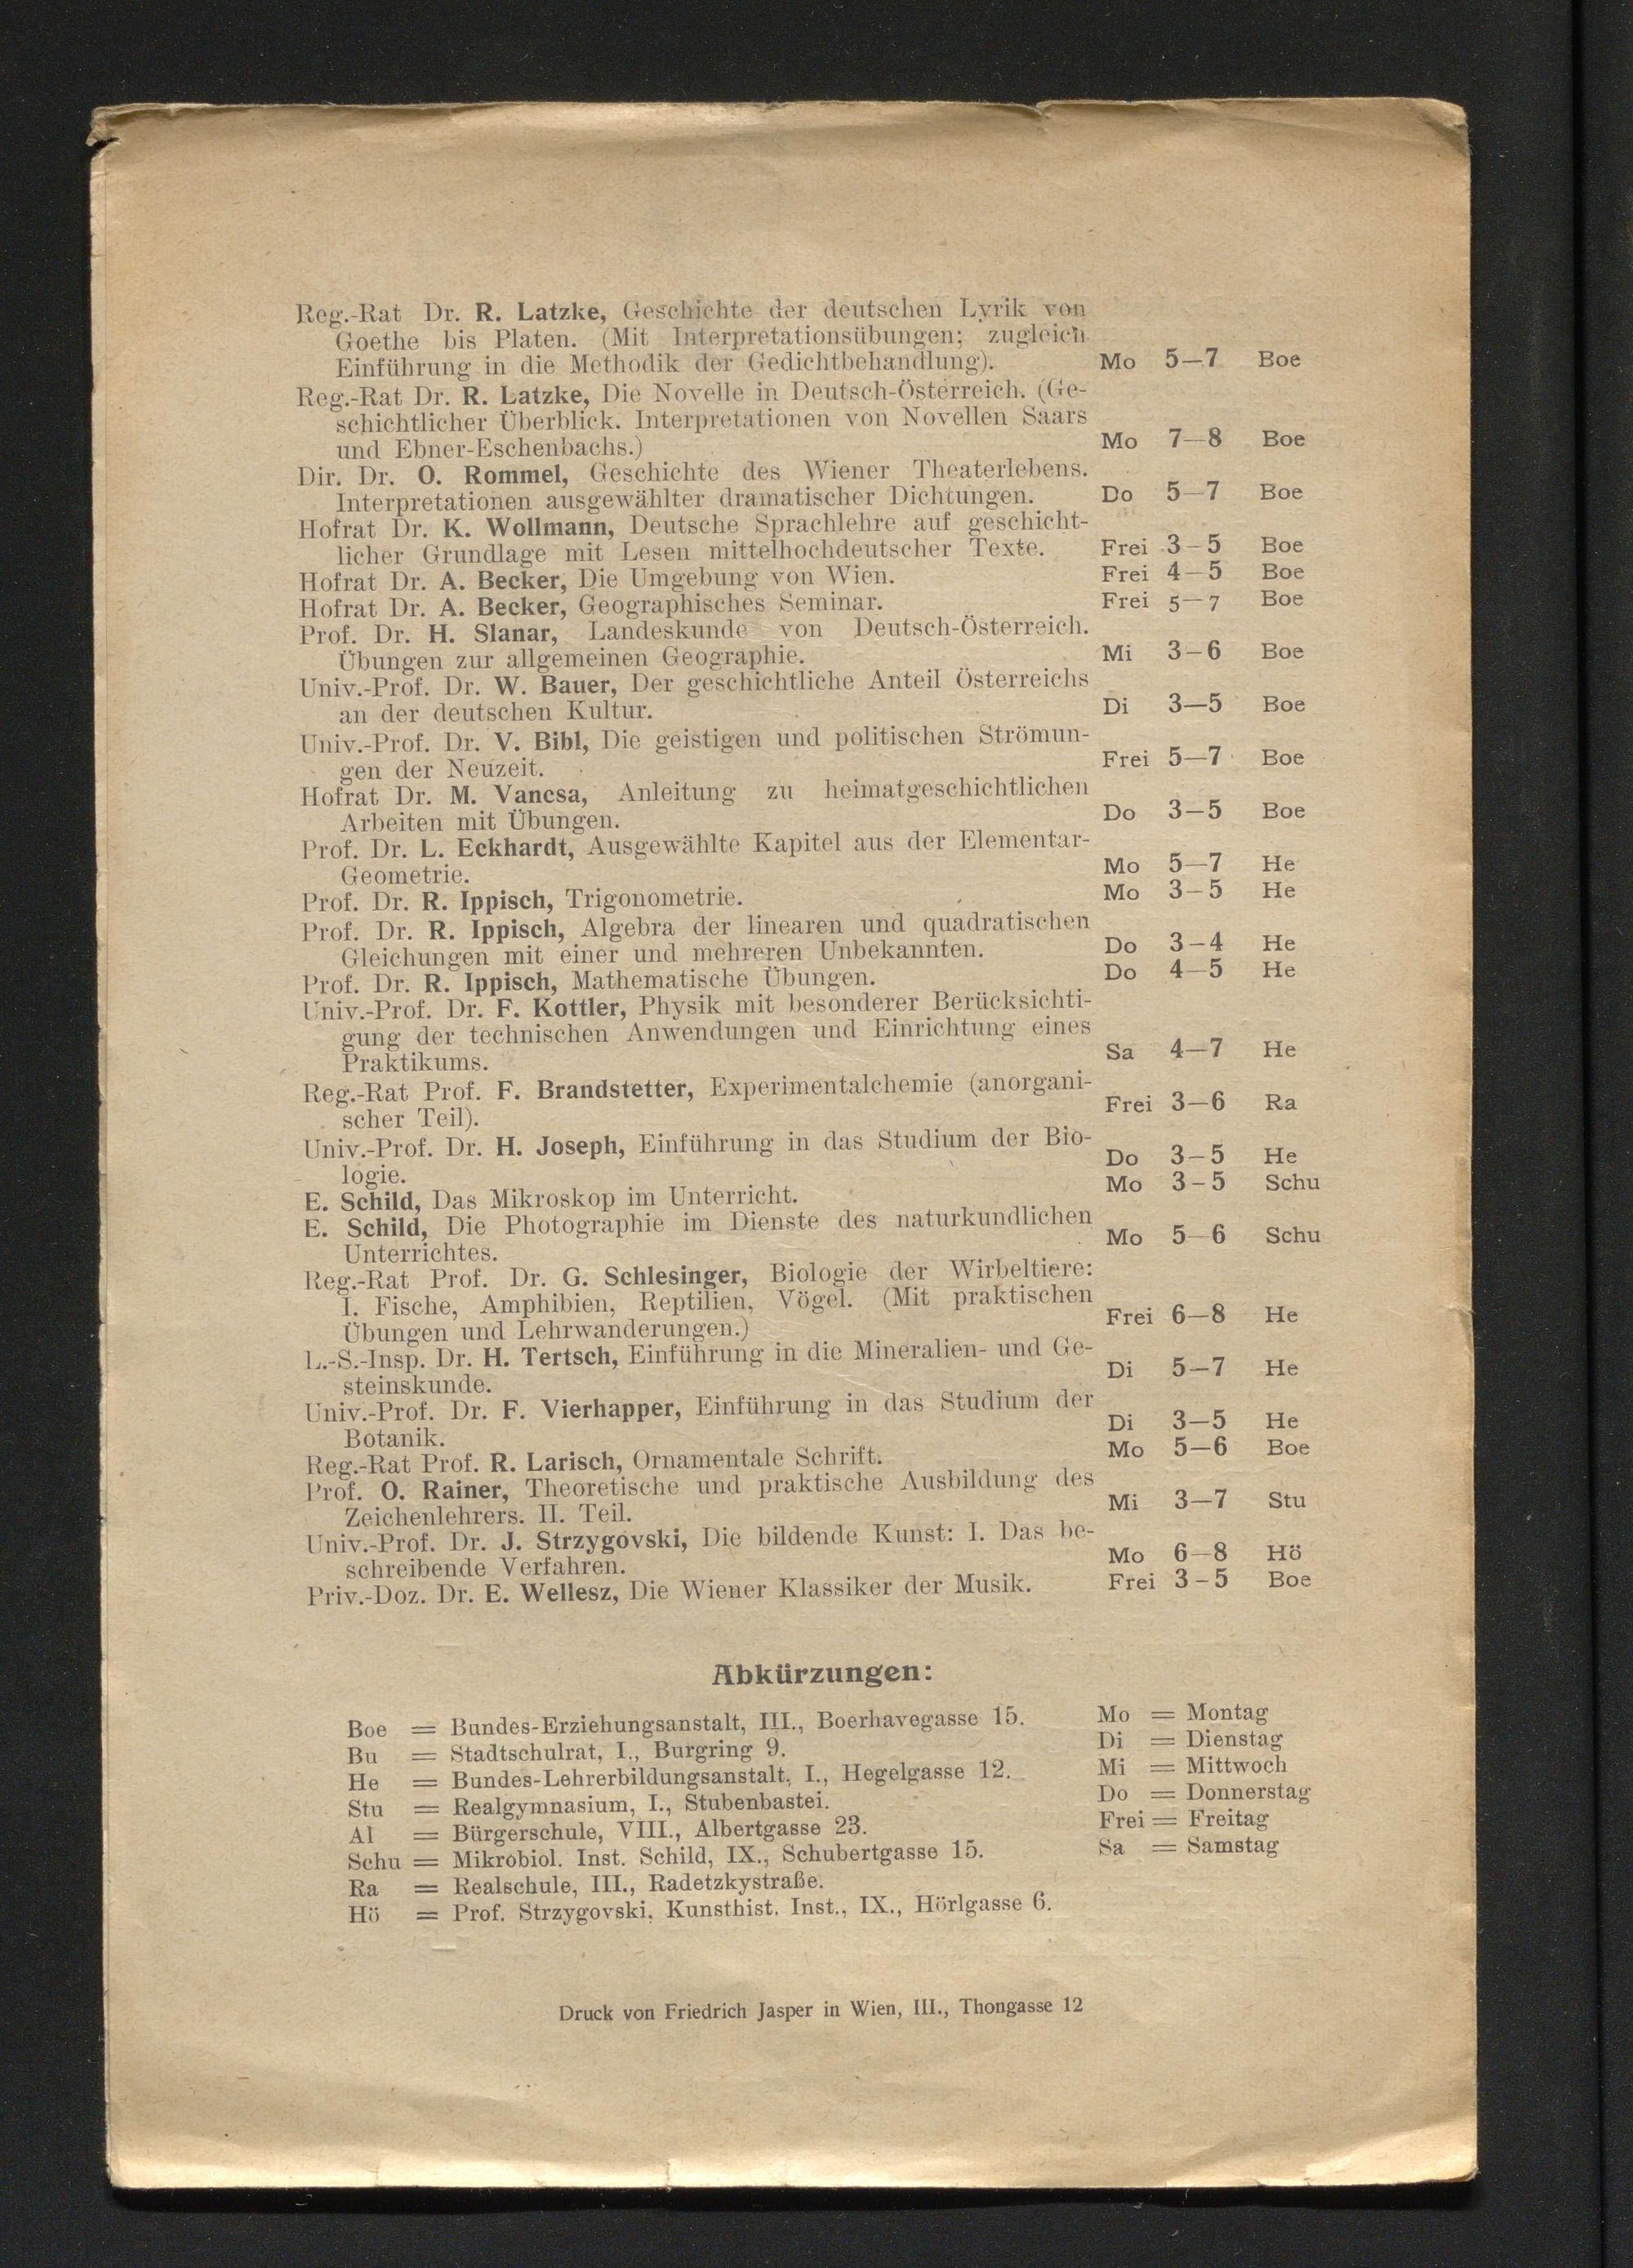 Reg.-Rat Dr. R. Latzke, Geschichte der deutschen Lyrik von
Goethe bis Platen. (Mit Interpretationsübungen; zugleich
Einführung in die Methodik der Gedichtbehandlung). Mo 5—7 Boe
Reg.-Rat Dr. R. Latzke, Die Novelle in Deutsch-Österreich. (Ge-
schichtlicher Überblick. Interpretationen von Novellen Saars
und Ebner-Eschenbachs.) Mo 7—8 Boe
Dir. Dr. O. Rommel, Geschichte des Wiener Theaterlebens.
Interpretationen ausgewählter dramatischer Dichtungen. Do 5—7 Boe
Hofrat Dr. K. Wollmann, Deutsche Sprachlehre auf geschicht-
licher Grundlage mit Lesen mittelhochdeutscher Texte. Frei 3—5 Boe
Hofrat Dr. A. Becker, Die Umgebung von Wien. Frei 4—5 Boe
Hofrat Dr. A. Becker, Geographisches Seminar. Frei 5—7 Boe
Prof. Dr. H. Slanar, Landeskunde von Deutsch-Österreich.
Übungen zur allgemeinen Geographie. Mi 3—6 Boe
Univ.-Prof. Dr. W. Bauer, Der geschichtliche Anteil Österreichs
an der deutschen Kultur. Di 3—5 Boe
Univ.-Prof. Dr. V. Bibl, Die geistigen und politischen Strömun-
gen der Neuzeit. Frei 5—7 Boe
Hofrat Dr. M. Vancsa, Anleitung zu heimatgeschichtlichen
Arbeiten mit Übungen. Do 3—5 Boe
Prof. Dr. L. Eckhardt, Ausgewählte Kapitel aus der Elementar-
Geometrie. Mo 5—7 He
Prof. Dr. R. Ippisch, Trigonometrie. Mo 3—5 He
Prof. Dr. R. Ippisch, Algebra der linearen und quadratischen
Gleichungen mit einer und mehreren Unbekannten. Do 3—4 He
Prof. Dr. R. Ippisch, Mathematische Übungen. Do 4—5 He
Univ.-Prof. Dr. F. Kottler, Physik mit besonderer Berücksichti-
gung der technischen Anwendungen und Einrichtung eines
Praktikums. Sa 4—7 He
Reg.-Rat Prof. F. Brandstetter, Experimentalchemie (anorgani-
scher Teil). Frei 3—6 Ra
Univ.-Prof. Dr. H. Joseph, Einführung in das Studium der Bio-
logie. Do 3—5 He
E. Schild, Das Mikroskop im Unterricht. Mo 3—5 Schu
E. Schild, Die Photographie im Dienste des naturkundlichen
Unterrichtes. Mo 5—6 Schu
Reg.-Rat Prof. Dr. G. Schlesinger, Biologie der Wirbeltiere:
I. Fische, Amphibien, Reptilien, Vögel. (Mit praktischen
Übungen und Lehrwanderungen.) Frei 6—8 He
L.-S.-Insp. Dr. H. Tertsch, Einführung in die Mineralien- und Ge-
steinskunde. Di 5—7 He
Univ.-Prof. Dr. F. Vierhapper, Einführung in das Studium der
Botanik. Di 3—5 He
Reg.-Rat Prof. R. Larisch, Ornamentale Schrift. Mo 5—6 Boe
Prof. O. Rainer, Theoretische und praktische Ausbildung des
Zeichenlehrers. II. Teil. Mi 3—7 Stu
Univ.-Prof. Dr. J. Strzygovski, Die bildende Kunst: I. Das be-
schreibende Verfahren. Mo 6—8 Hö
Priv.-Doz. Dr. E. Wellesz, Die Wiener Klassiker der Musik. Frei 3—5 Boe
Abkürzungen:
Boe = Bundes-Erziehungsanstalt, III., Boerhavegasse 15.
Bu = Stadtschulrat, I., Burgring 9.
He = Bundes-Lehrerbildungsanstalt, I., Hegelgasse 12.
Stu = Realgymnasium, I., Stubenbastei.
Al = Bürgerschule, VIII., Albertgasse 23.
Schu = Mikrobiol. Inst. Schild, IX., Schubertgasse 15.
Ra = Realschule, III., Radetzkystraße.
Hö = Prof. Strzygovski, Kunsthist. Inst., IX., Hörlgasse 6.
Mo = Montag
Di = Dienstag
Mi = Mittwoch
Do = Donnerstag
Frei = Freitag
Sa = Samstag
Druck von Friedrich Jasper in Wien, III., Thongasse 12